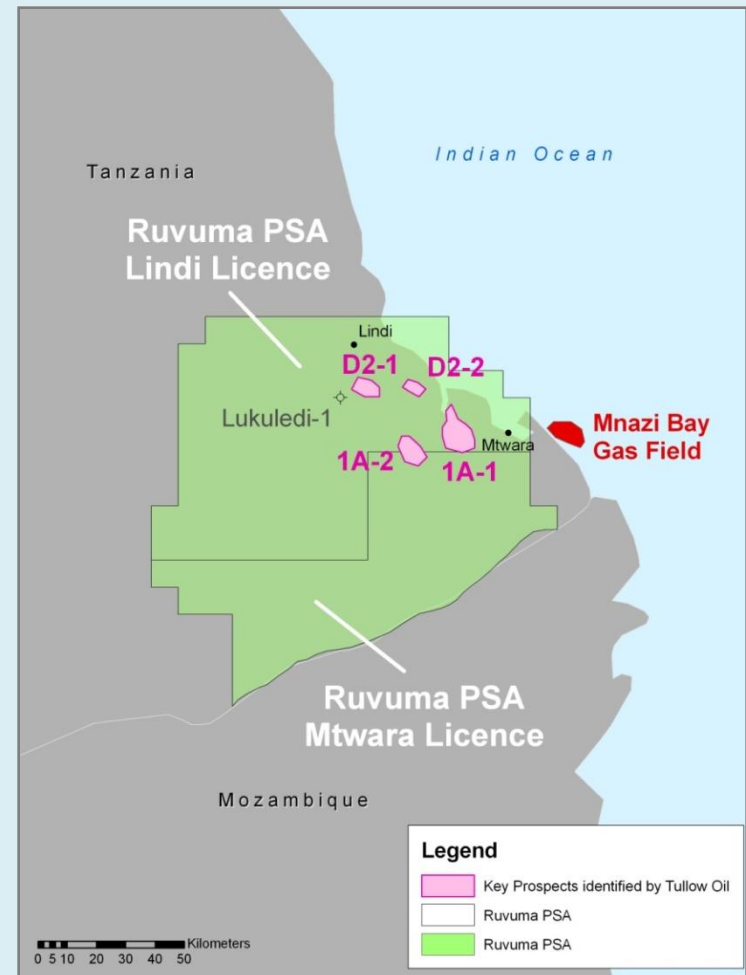 Tanzania
Indian Ocean
Ruvuma PSA
Lindi Licence
Lindi
D2-1
D2-2
Lukuledi-1
Mtwara
Mnazi Bay
Gas Field
1A-2
1A-1
Ruvuma PSA
Mtwara Licence
Mozambique
Legend
Key Prospects identified by Tullow Oil
Ruvuma PSA
Ruvuma PSA
Kilometers
0 5 10 20 30 40 50